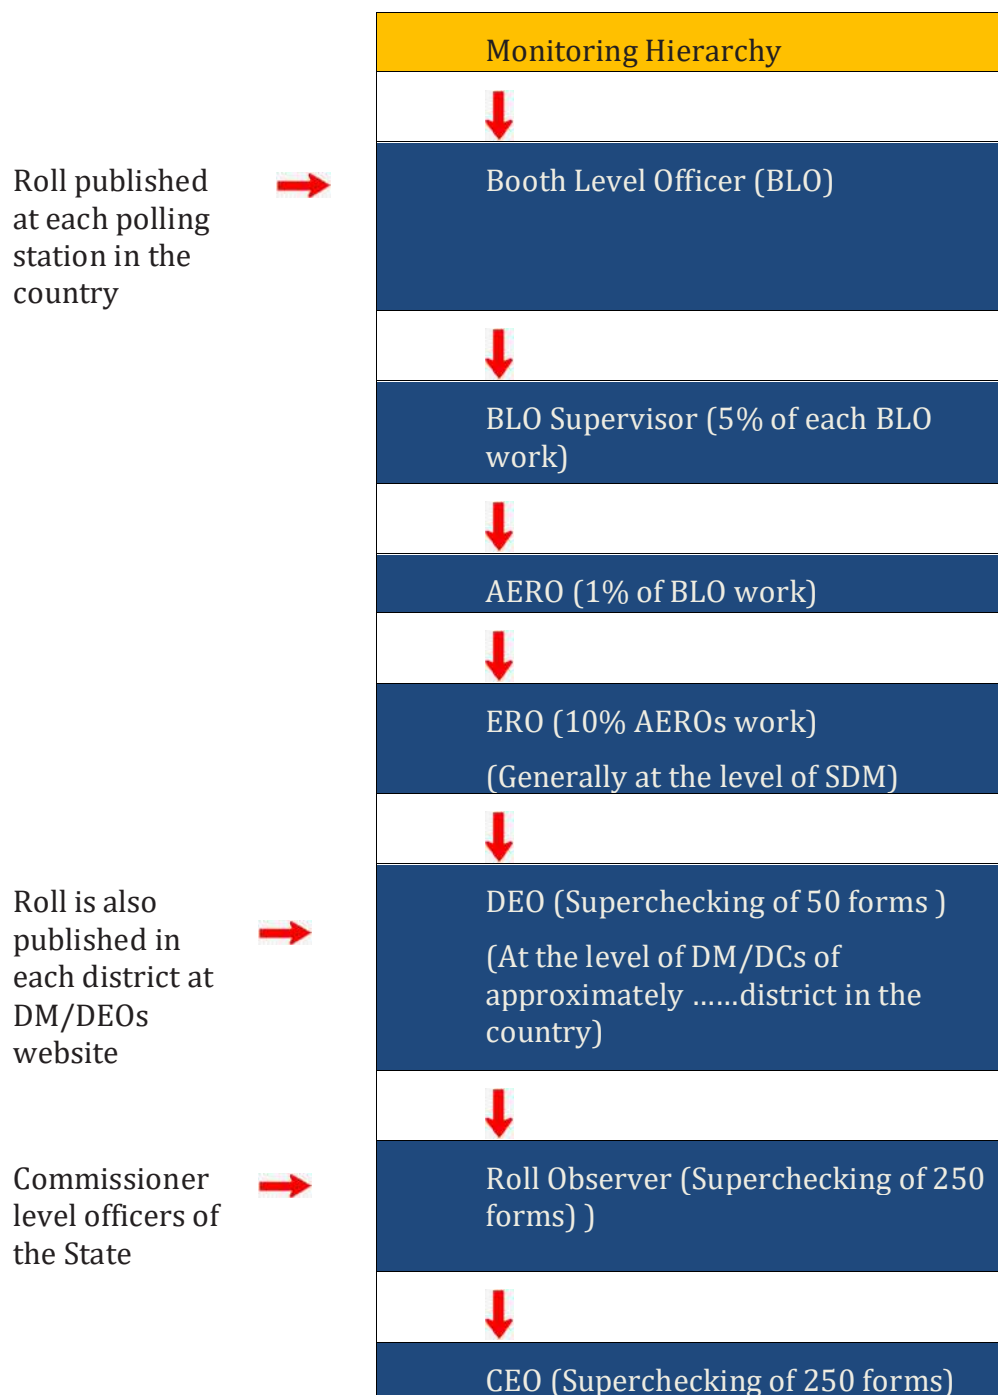 Monitoring Hierarchy
Roll published
at each polling
station in the
country
Booth Level Officer (BLO)
BLO Supervisor (5% of each BLO
work)
AERO (1% of BLO work)
ERO (10% AEROs work)
(Generally at the level of SDM)
Roll is also
published in
each district at
DM/DEOs
website
DEO (Superchecking of 50 forms )
(At the level of DM/DCs of
approximately ……district in the
country)
Commissioner
level officers of
the State
Roll Observer (Superchecking of 250
forms) )
CEO (Superchecking of 250 forms)